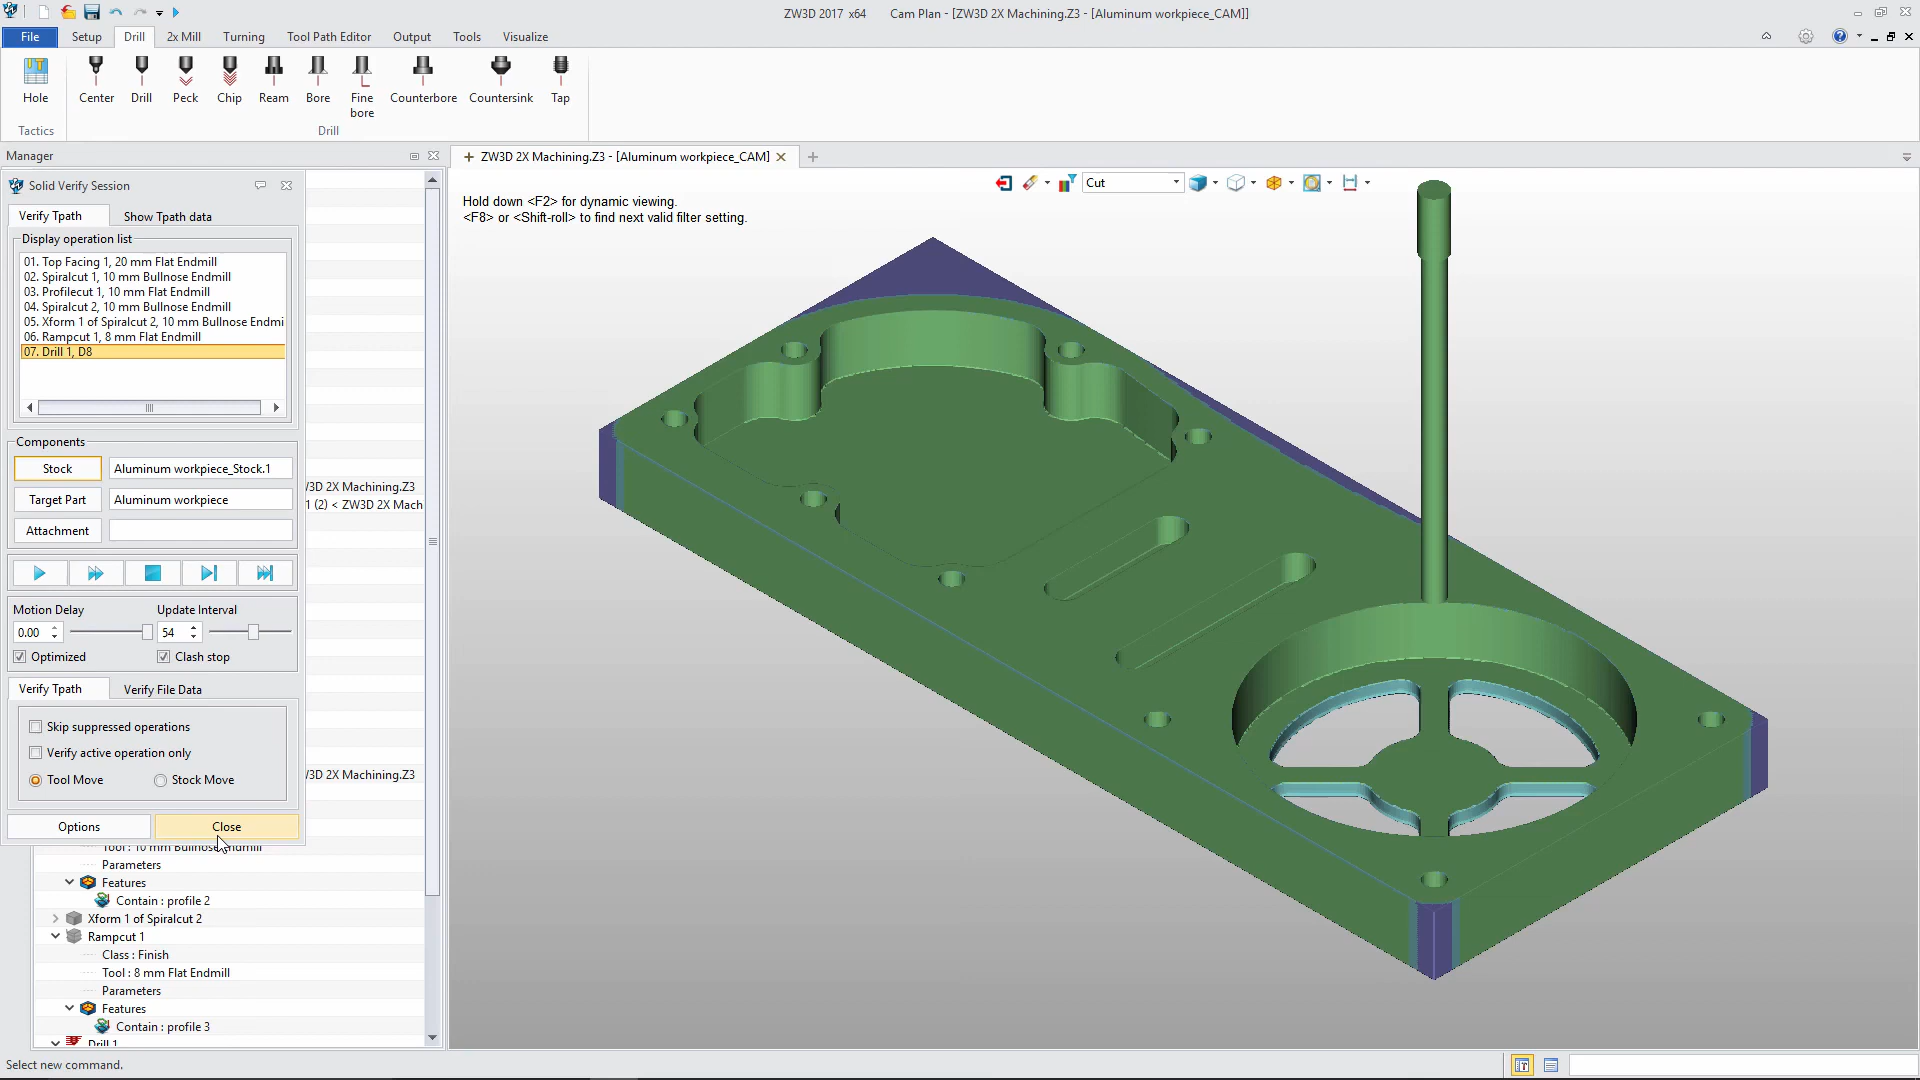 ZW3D 2017 x64 Cam Plan - [ZW3D 2X Machining.Z3 - [Aluminum workpiece_CAM]]
File Setup Drill 2x Mill Turning Tool Path Editor Output Tools Visualize
Hole Center Drill Peck Chip Ream Bore Fine bore Counterbore Countersink Tap
Tactics Drill
Manager
ZW3D 2X Machining.Z3 - [Aluminum workpiece_CAM]
Solid Verify Session
Cut
Hold down <F2> for dynamic viewing.
<F8> or <Shift-roll> to find next valid filter setting.
Verify Tpath Show Tpath data
Display operation list
01. Top Facing 1, 20 mm Flat Endmill
02. Spiralcut 1, 10 mm Bullnose Endmill
03. Profilecut 1, 10 mm Flat Endmill
04. Spiralcut 2, 10 mm Bullnose Endmill
05. Xform 1 of Spiralcut 2, 10 mm Bullnose Endmi
06. Rampcut 1, 8 mm Flat Endmill
07. Drill 1, D8
Components
Stock Aluminum workpiece_Stock.1
/3D 2X Machining.Z3
Target Part Aluminum workpiece
1 (2) < ZW3D 2X Mach
Attachment
Motion Delay Update Interval
0.00 54
Optimized Clash stop
Verify Tpath Verify File Data
Skip suppressed operations
Verify active operation only
Tool Move Stock Move
/3D 2X Machining.Z3
Options Close
Tool : 10 mm Bullnose Endmill
Parameters
Features
Contain : profile 2
Xform 1 of Spiralcut 2
Rampcut 1
Class : Finish
Tool : 8 mm Flat Endmill
Parameters
Features
Contain : profile 3
Drill 1
Select new command.